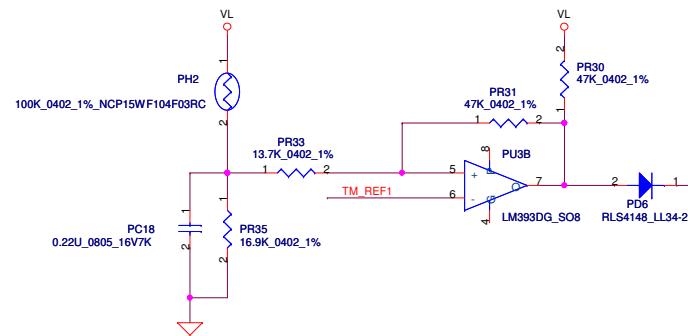 VL
VL
1
PH2
100K_0402_1%_NCP15WF104F03RC
2
2
PR30
47K_0402_1%
1
PR31
47K_0402_1%
1
2
PR33
13.7K_0402_1%
1
2
PU3B
8
5
+
7
6
-
4
LM393DG_SO8
TM_REF1
2
1
PD6
RLS4148_LL34-2
1
PC18
0.22U_0805_16V7K
2
1
PR35
16.9K_0402_1%
2